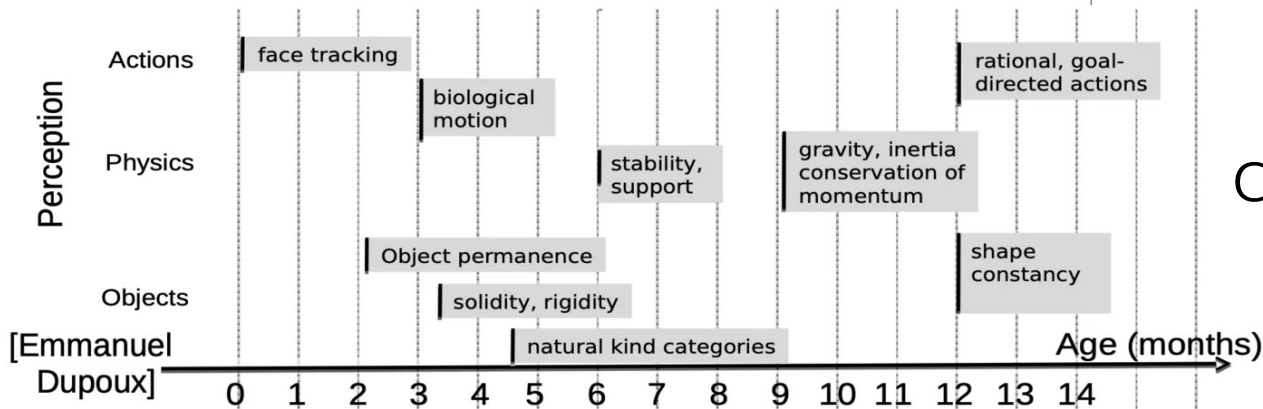 Actions
face tracking
rational, goal-
directed actions
biological
motion
Perception
Physics
stability,
support
gravity, inertia
conservation of
momentum
Object permanence
shape
constancy
Objects
solidity, rigidity
[Emmanuel
Dupoux]
natural kind categories
Age (months)
0 1 2 3 4 5 6 7 8 9 10 11 12 13 14